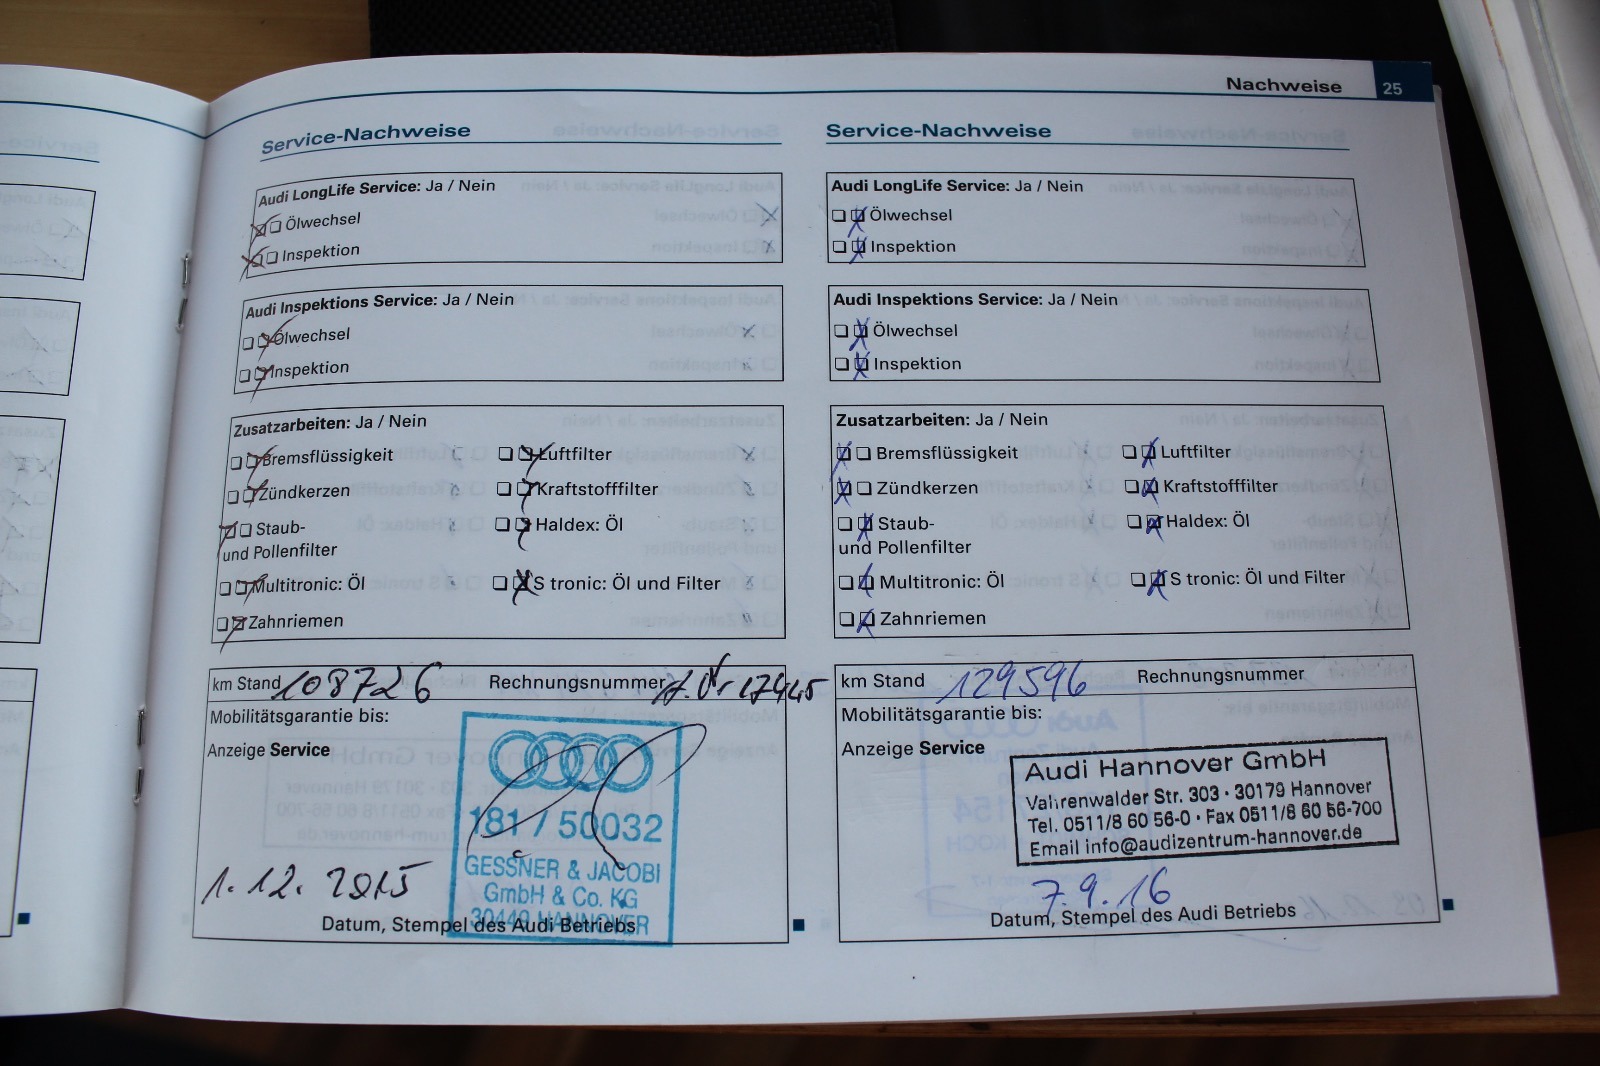 Nachweise 25
Service-Nachweise
Audi LongLife Service: Ja / Nein
Ölwechsel
Inspektion
Audi Inspektions Service: Ja / Nein
Ölwechsel
Inspektion
Zusatzarbeiten: Ja / Nein
Bremsflüssigkeit Luftfilter
Zündkerzen Kraftstofffilter
Staub- Haldex: Öl
und Pollenfilter
Multitronic: Öl S tronic: Öl und Filter
Zahnriemen
km Stand 108726 Rechnungsnummer
Mobilitätsgarantie bis:
Anzeige Service
181 / 50032
GESSNER & JACOBI
GmbH & Co. KG
30449 HANNOVER
1.12.2015
Datum, Stempel des Audi Betriebs
Service-Nachweise
Audi LongLife Service: Ja / Nein
Ölwechsel
Inspektion
Audi Inspektions Service: Ja / Nein
Ölwechsel
Inspektion
Zusatzarbeiten: Ja / Nein
Bremsflüssigkeit Luftfilter
Zündkerzen Kraftstofffilter
Staub- Haldex: Öl
und Pollenfilter
Multitronic: Öl S tronic: Öl und Filter
Zahnriemen
km Stand 129596 Rechnungsnummer
Mobilitätsgarantie bis:
Anzeige Service
Audi Hannover GmbH
Vahrenwalder Str. 303 · 30179 Hannover
Tel. 0511/8 60 56-0 · Fax 0511/8 60 56-700
Email info@audizentrum-hannover.de
7.9.16
Datum, Stempel des Audi Betriebs